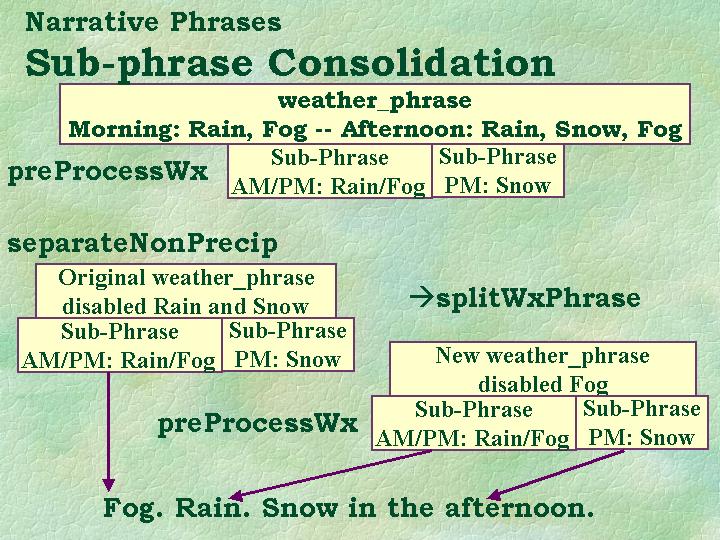 Narrative Phrases
Sub-phrase Consolidation
weather_phrase
Morning: Rain, Fog -- Afternoon: Rain, Snow, Fog
preProcessWx
Sub-Phrase
AM/PM: Rain/Fog
Sub-Phrase
PM: Snow
separateNonPrecip
Original weather_phrase
disabled Rain and Snow
Sub-Phrase
AM/PM: Rain/Fog
Sub-Phrase
PM: Snow
→splitWxPhrase
New weather_phrase
disabled Fog
preProcessWx
Sub-Phrase
AM/PM: Rain/Fog
Sub-Phrase
PM: Snow
Fog. Rain. Snow in the afternoon.